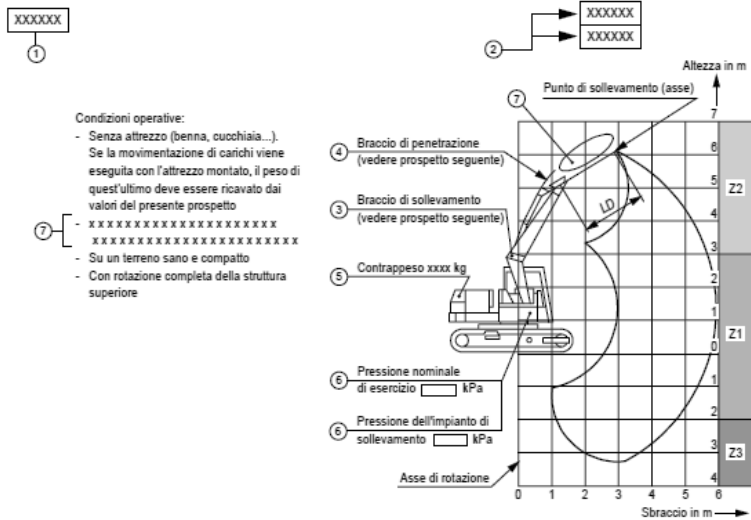 XXXXXX
1
2
XXXXXX
XXXXXX
Altezza in m
Punto di sollevamento (asse)
7
Condizioni operative:
- Senza attrezzo (benna, cucchiaia...).
Se la movimentazione di carichi viene
eseguita con l'attrezzo montato, il peso di
quest'ultimo deve essere ricavato dai
valori del presente prospetto
7
- x x x x x x x x x x x x x x x x x x x x x
x x x x x x x x x x x x x x x x x x x x x x x
- Su un terreno sano e compatto
- Con rotazione completa della struttura
superiore
4 Braccio di penetrazione
(vedere prospetto seguente)
3 Braccio di sollevamento
(vedere prospetto seguente)
5 Contrappeso xxxx kg
6 Pressione nominale
di esercizio kPa
6 Pressione dell'impianto di
sollevamento kPa
Asse di rotazione
LD
7
6
5
4
3
2
1
0
1
2
3
4
Z2
Z1
Z3
0 1 2 3 4 5 6
Sbraccio in m